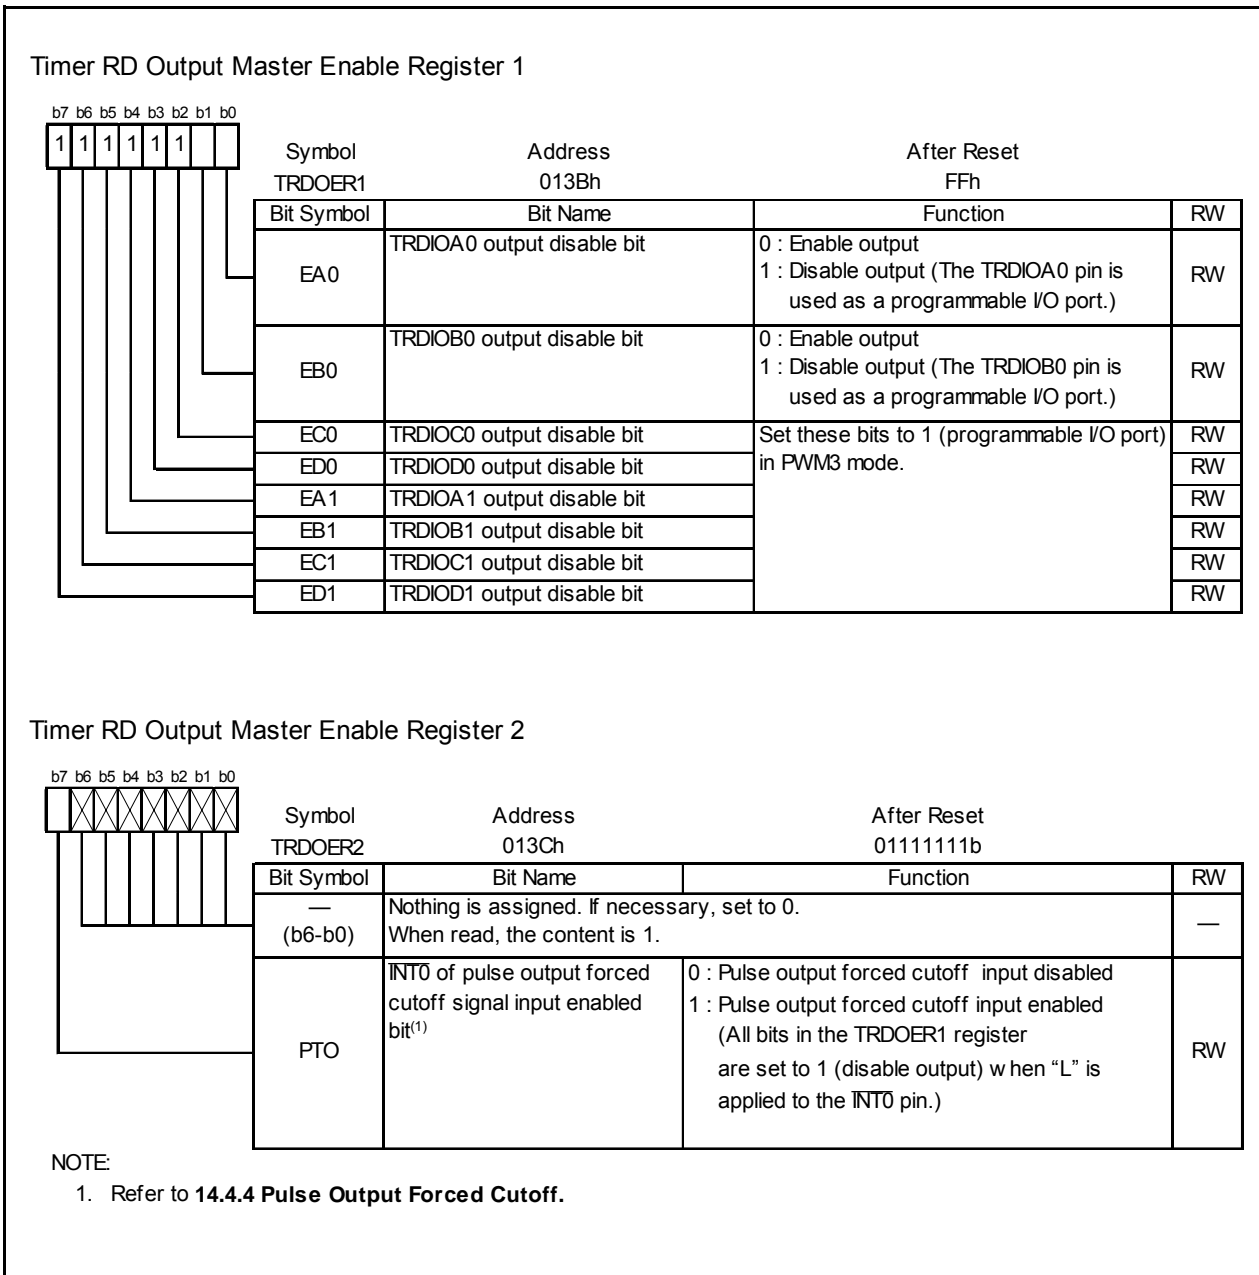 Timer RD Output Master Enable Register 1
b7 b6 b5 b4 b3 b2 b1 b0
1 1 1 1 1 1
Symbol Address After Reset
TRDOER1 013Bh FFh
Bit Symbol Bit Name Function RW
EA0 TRDIOA0 output disable bit 0 : Enable output
1 : Disable output (The TRDIOA0 pin is
used as a programmable I/O port.) RW
EB0 TRDIOB0 output disable bit 0 : Enable output
1 : Disable output (The TRDIOB0 pin is
used as a programmable I/O port.) RW
EC0 TRDIOC0 output disable bit Set these bits to 1 (programmable I/O port) RW
ED0 TRDIOD0 output disable bit in PWM3 mode. RW
EA1 TRDIOA1 output disable bit RW
EB1 TRDIOB1 output disable bit RW
EC1 TRDIOC1 output disable bit RW
ED1 TRDIOD1 output disable bit RW
Timer RD Output Master Enable Register 2
b7 b6 b5 b4 b3 b2 b1 b0
Symbol Address After Reset
TRDOER2 013Ch 01111111b
Bit Symbol Bit Name Function RW
— Nothing is assigned. If necessary, set to 0. —
(b6-b0) When read, the content is 1.
PTO INT0 of pulse output forced 0 : Pulse output forced cutoff input disabled
cutoff signal input enabled 1 : Pulse output forced cutoff input enabled
bit(1) (All bits in the TRDOER1 register
are set to 1 (disable output) when “L” is
applied to the INT0 pin.) RW
NOTE:
1. Refer to 14.4.4 Pulse Output Forced Cutoff.